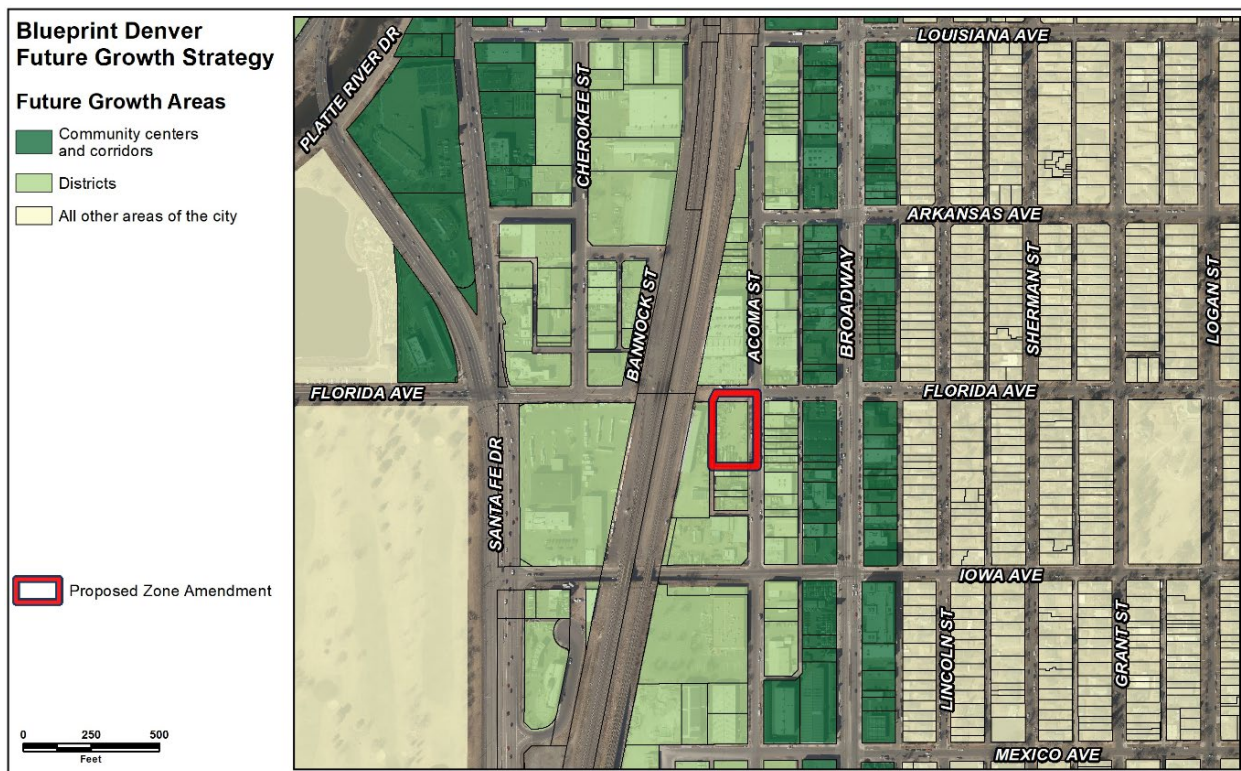 Blueprint Denver
Future Growth Strategy
Future Growth Areas
Community centers
and corridors
Districts
All other areas of the city
Proposed Zone Amendment
0 250 500
Feet
LOUISIANA AVE
PLATTE RIVER DR
CHEROKEE ST
ARKANSAS AVE
BANNOCK ST
ACOMA ST
BROADWAY
SHERMAN ST
LOGAN ST
FLORIDA AVE
FLORIDA AVE
SANTA FE DR
IOWA AVE
LINCOLN ST
GRANT ST
MEXICO AVE